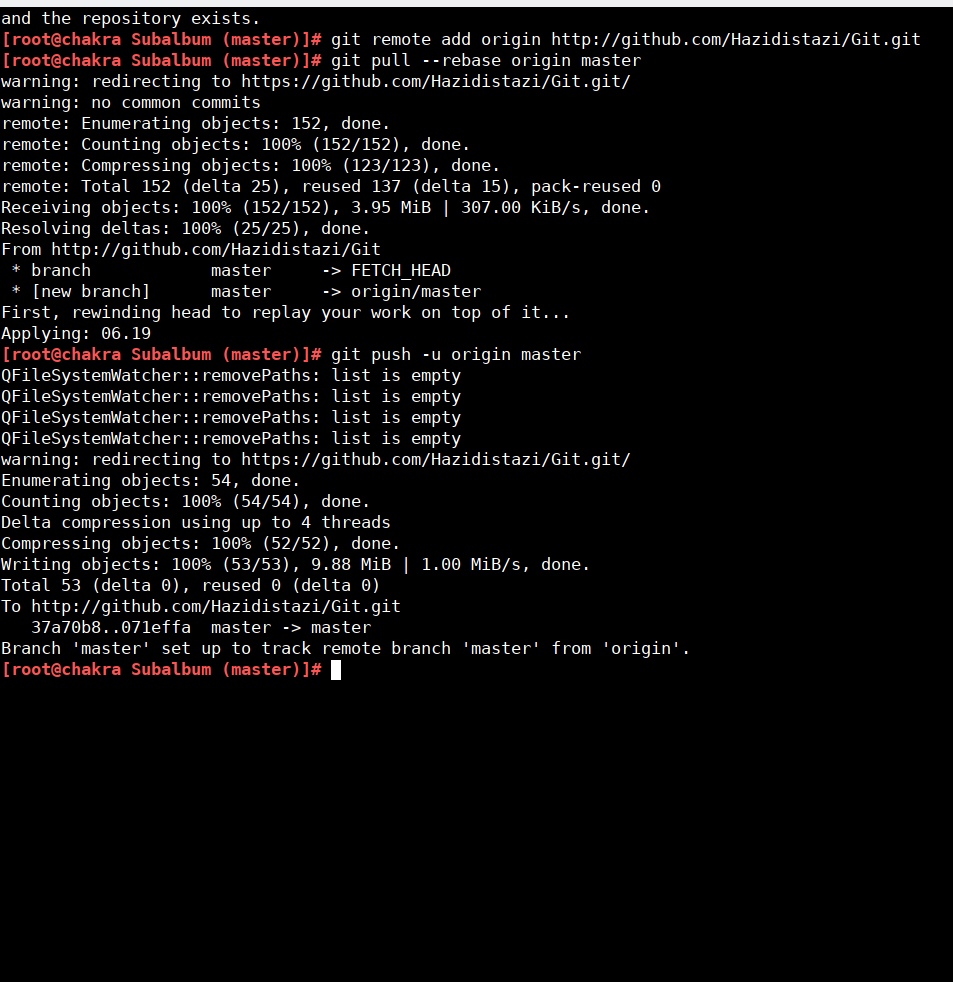 and the repository exists.
[root@chakra Subalbum (master)]# git remote add origin http://github.com/Hazidistazi/Git.git
[root@chakra Subalbum (master)]# git pull --rebase origin master
warning: redirecting to https://github.com/Hazidistazi/Git.git/
warning: no common commits
remote: Enumerating objects: 152, done.
remote: Counting objects: 100% (152/152), done.
remote: Compressing objects: 100% (123/123), done.
remote: Total 152 (delta 25), reused 137 (delta 15), pack-reused 0
Receiving objects: 100% (152/152), 3.95 MiB | 307.00 KiB/s, done.
Resolving deltas: 100% (25/25), done.
From http://github.com/Hazidistazi/Git
 * branch            master     -> FETCH_HEAD
 * [new branch]      master     -> origin/master
First, rewinding head to replay your work on top of it...
Applying: 06.19
[root@chakra Subalbum (master)]# git push -u origin master
QFileSystemWatcher::removePaths: list is empty
QFileSystemWatcher::removePaths: list is empty
QFileSystemWatcher::removePaths: list is empty
QFileSystemWatcher::removePaths: list is empty
warning: redirecting to https://github.com/Hazidistazi/Git.git/
Enumerating objects: 54, done.
Counting objects: 100% (54/54), done.
Delta compression using up to 4 threads
Compressing objects: 100% (52/52), done.
Writing objects: 100% (53/53), 9.88 MiB | 1.00 MiB/s, done.
Total 53 (delta 0), reused 0 (delta 0)
To http://github.com/Hazidistazi/Git.git
   37a70b8..071effa  master -> master
Branch 'master' set up to track remote branch 'master' from 'origin'.
[root@chakra Subalbum (master)]#